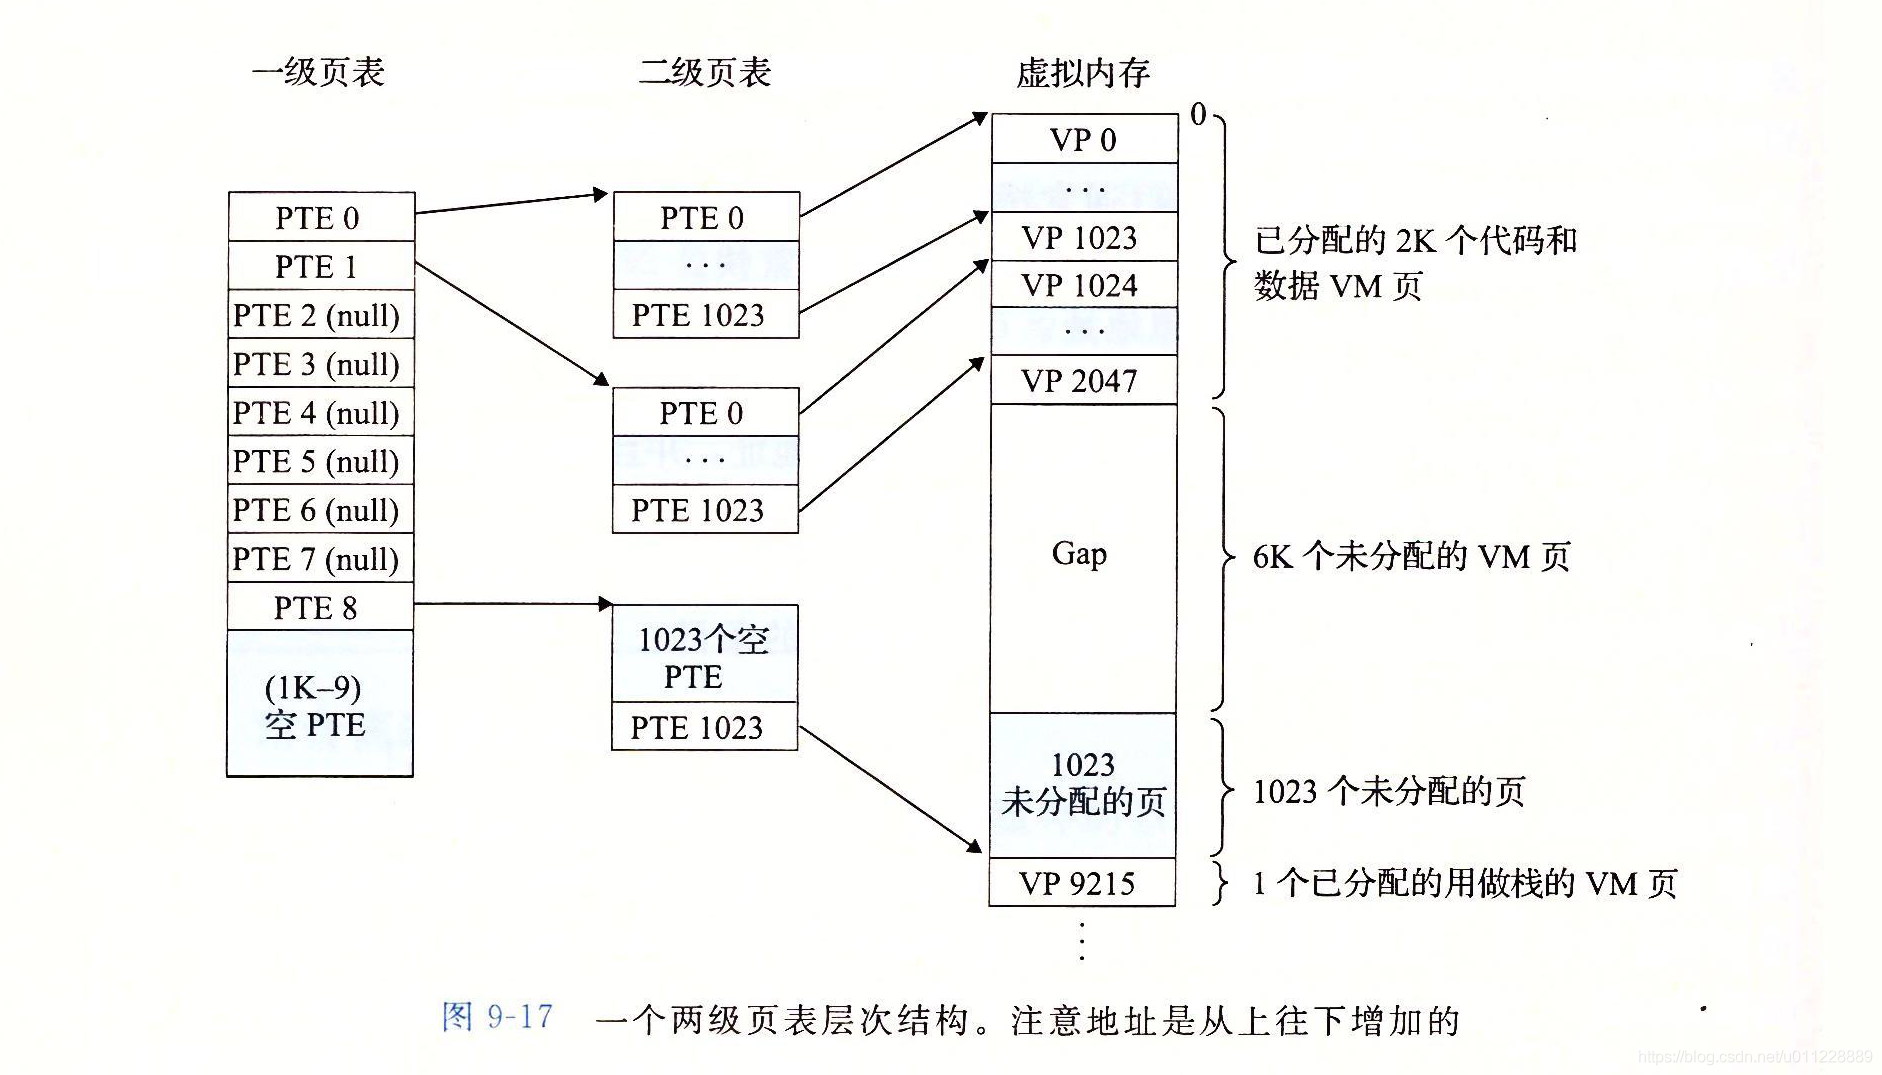 一级页表
二级页表
虚拟内存
PTE 0
PTE 1
PTE 2 (null)
PTE 3 (null)
PTE 4 (null)
PTE 5 (null)
PTE 6 (null)
PTE 7 (null)
PTE 8
(1K–9)
空 PTE
PTE 0
···
PTE 1023
PTE 0
···
PTE 1023
1023个空
PTE
PTE 1023
0
VP 0
···
VP 1023
VP 1024
···
VP 2047
Gap
1023
未分配的页
VP 9215
已分配的 2K 个代码和
数据 VM 页
6K 个未分配的 VM 页
1023 个未分配的页
1 个已分配的用做栈的 VM 页
图 9-17 一个两级页表层次结构。注意地址是从上往下增加的
https://blog.csdn.net/u011228889